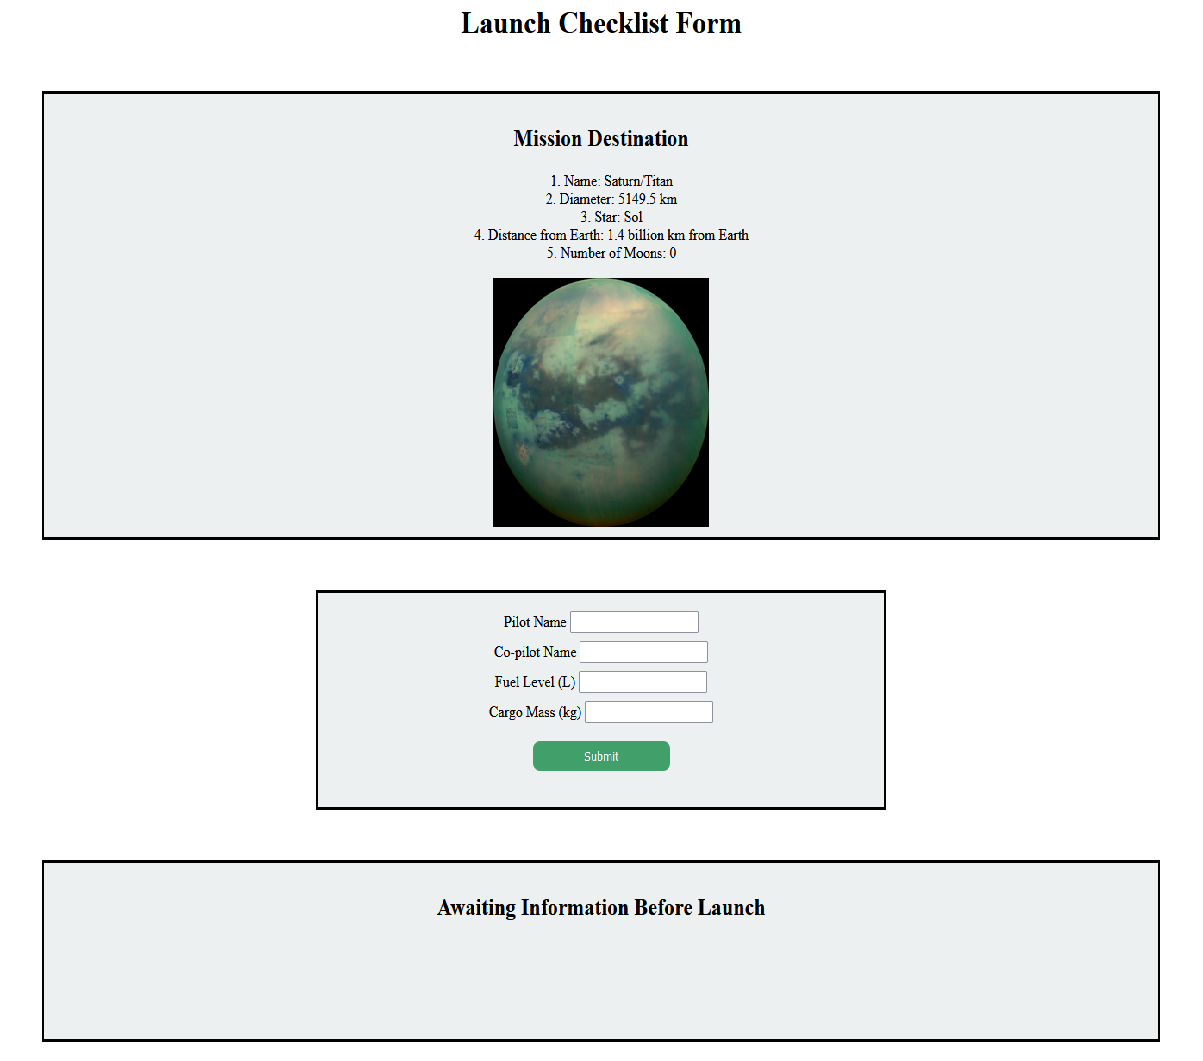 Launch Checklist Form
Mission Destination
1. Name: Saturn/Titan
2. Diameter: 5149.5 km
3. Star: Sol
4. Distance from Earth: 1.4 billion km from Earth
5. Number of Moons: 0
Pilot Name
Co-pilot Name
Fuel Level (L)
Cargo Mass (kg)
Submit
Awaiting Information Before Launch